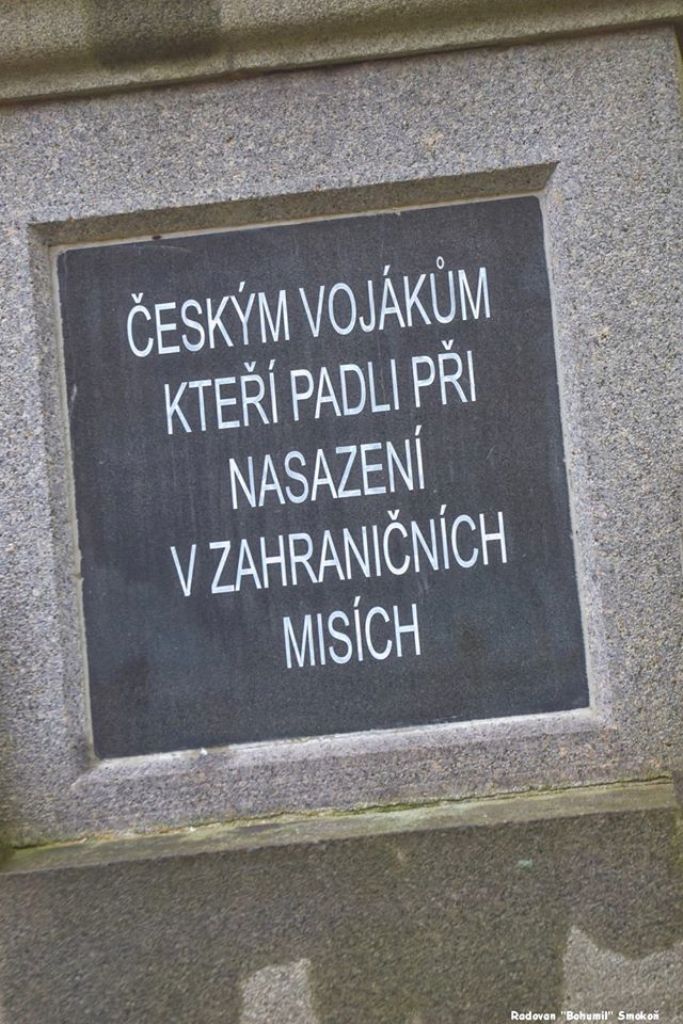 ČESKÝM VOJÁKŮM
KTEŘÍ PADLI PŘI
NASAZENÍ
V ZAHRANIČNÍCH
MISÍCH
Radovan "Bohumil" Smokoň